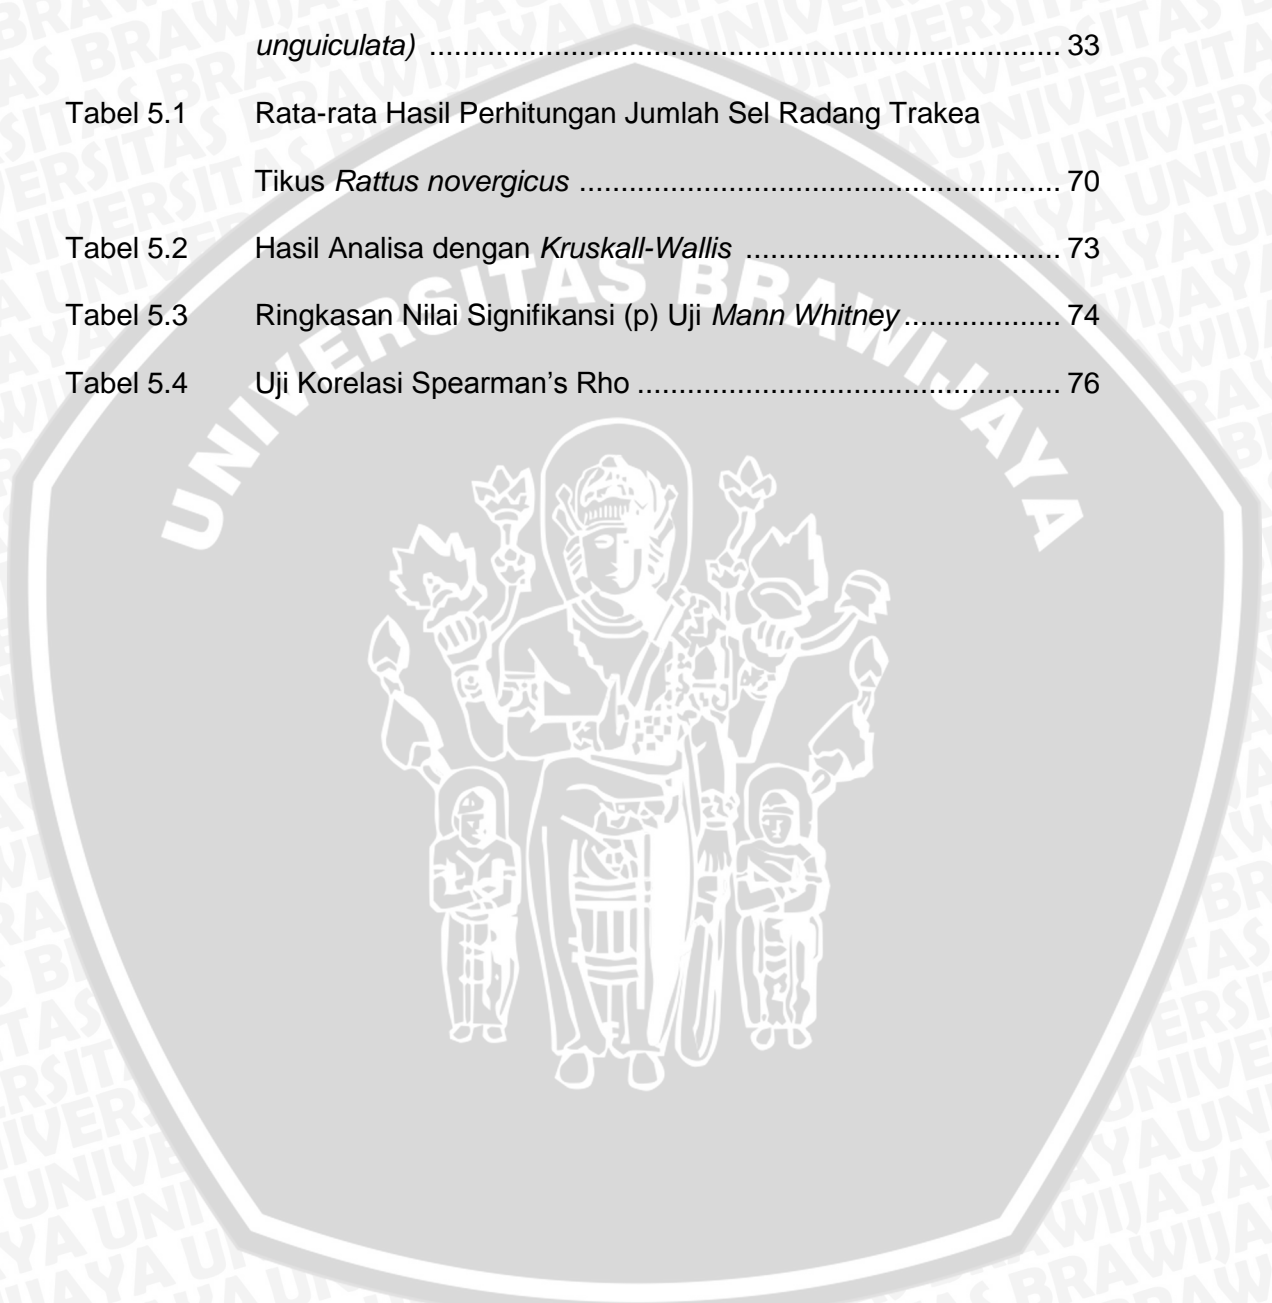 unguiculata) ............................................................................. 33
Tabel 5.1 Rata-rata Hasil Perhitungan Jumlah Sel Radang Trakea
Tikus Rattus novergicus .......................................................... 70
Tabel 5.2 Hasil Analisa dengan Kruskall-Wallis ...................................... 73
Tabel 5.3 Ringkasan Nilai Signifikansi (p) Uji Mann Whitney ................... 74
Tabel 5.4 Uji Korelasi Spearman’s Rho ................................................... 76
UNIVERSITAS BRAWIJAYA